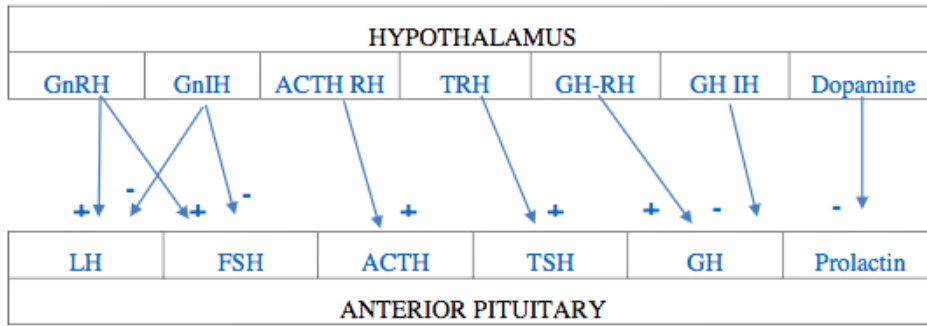 HYPOTHALAMUS
GnRH GnIH ACTH RH TRH GH-RH GH IH Dopamine
- -
+ + + + + - -
LH FSH ACTH TSH GH Prolactin
ANTERIOR PITUITARY